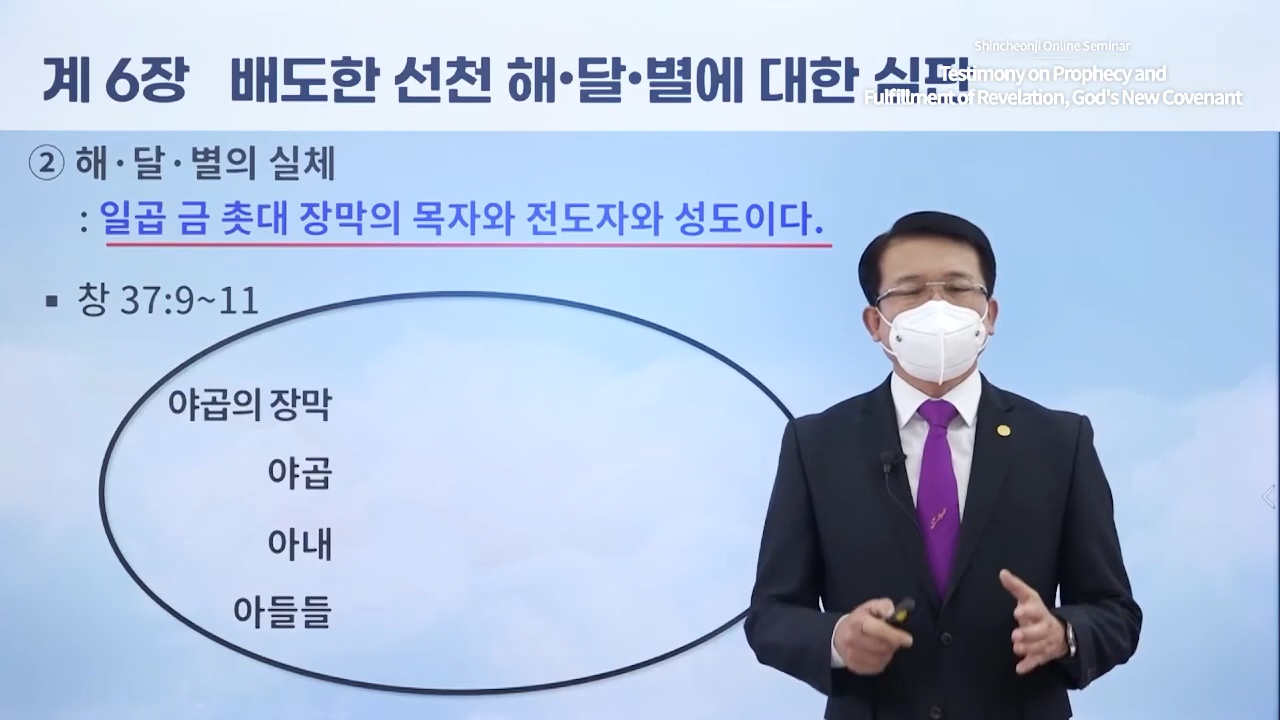 계 6장 배도한 선천 해·달·별에 대한 심판
Shincheonji Online Seminar
Testimony on Prophecy and
Fulfillment of Revelation, God's New Covenant
② 해·달·별의 실체
: 일곱 금 촛대 장막의 목자와 전도자와 성도이다.
▪ 창 37:9~11
야곱의 장막
야곱
아내
아들들